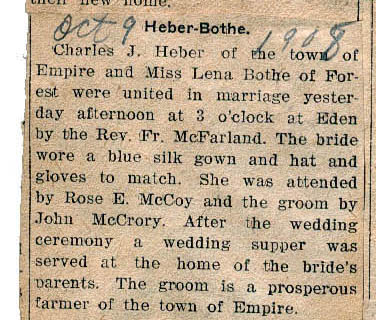 their new home.
Oct 9 1908
Heber-Bothe.
Charles J. Heber of the town of
Empire and Miss Lena Bothe of For-
est were united in marriage yester-
day afternoon at 3 o'clock at Eden
by the Rev. Fr. McFarland. The bride
wore a blue silk gown and hat and
gloves to match. She was attended
by Rose E. McCoy and the groom by
John McCrory. After the wedding
ceremony a wedding supper was
served at the home of the bride's
parents. The groom is a prosperous
farmer of the town of Empire.